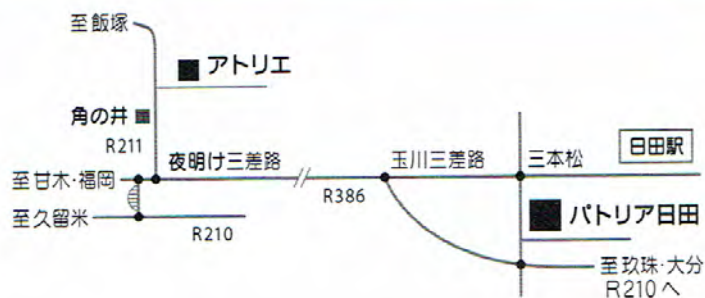 至飯塚
アトリエ
角の井
R211
夜明け三差路
玉川三差路
三本松
日田駅
至甘木・福岡
R386
至久留米
R210
パトリア日田
至玖珠・大分
R210へ